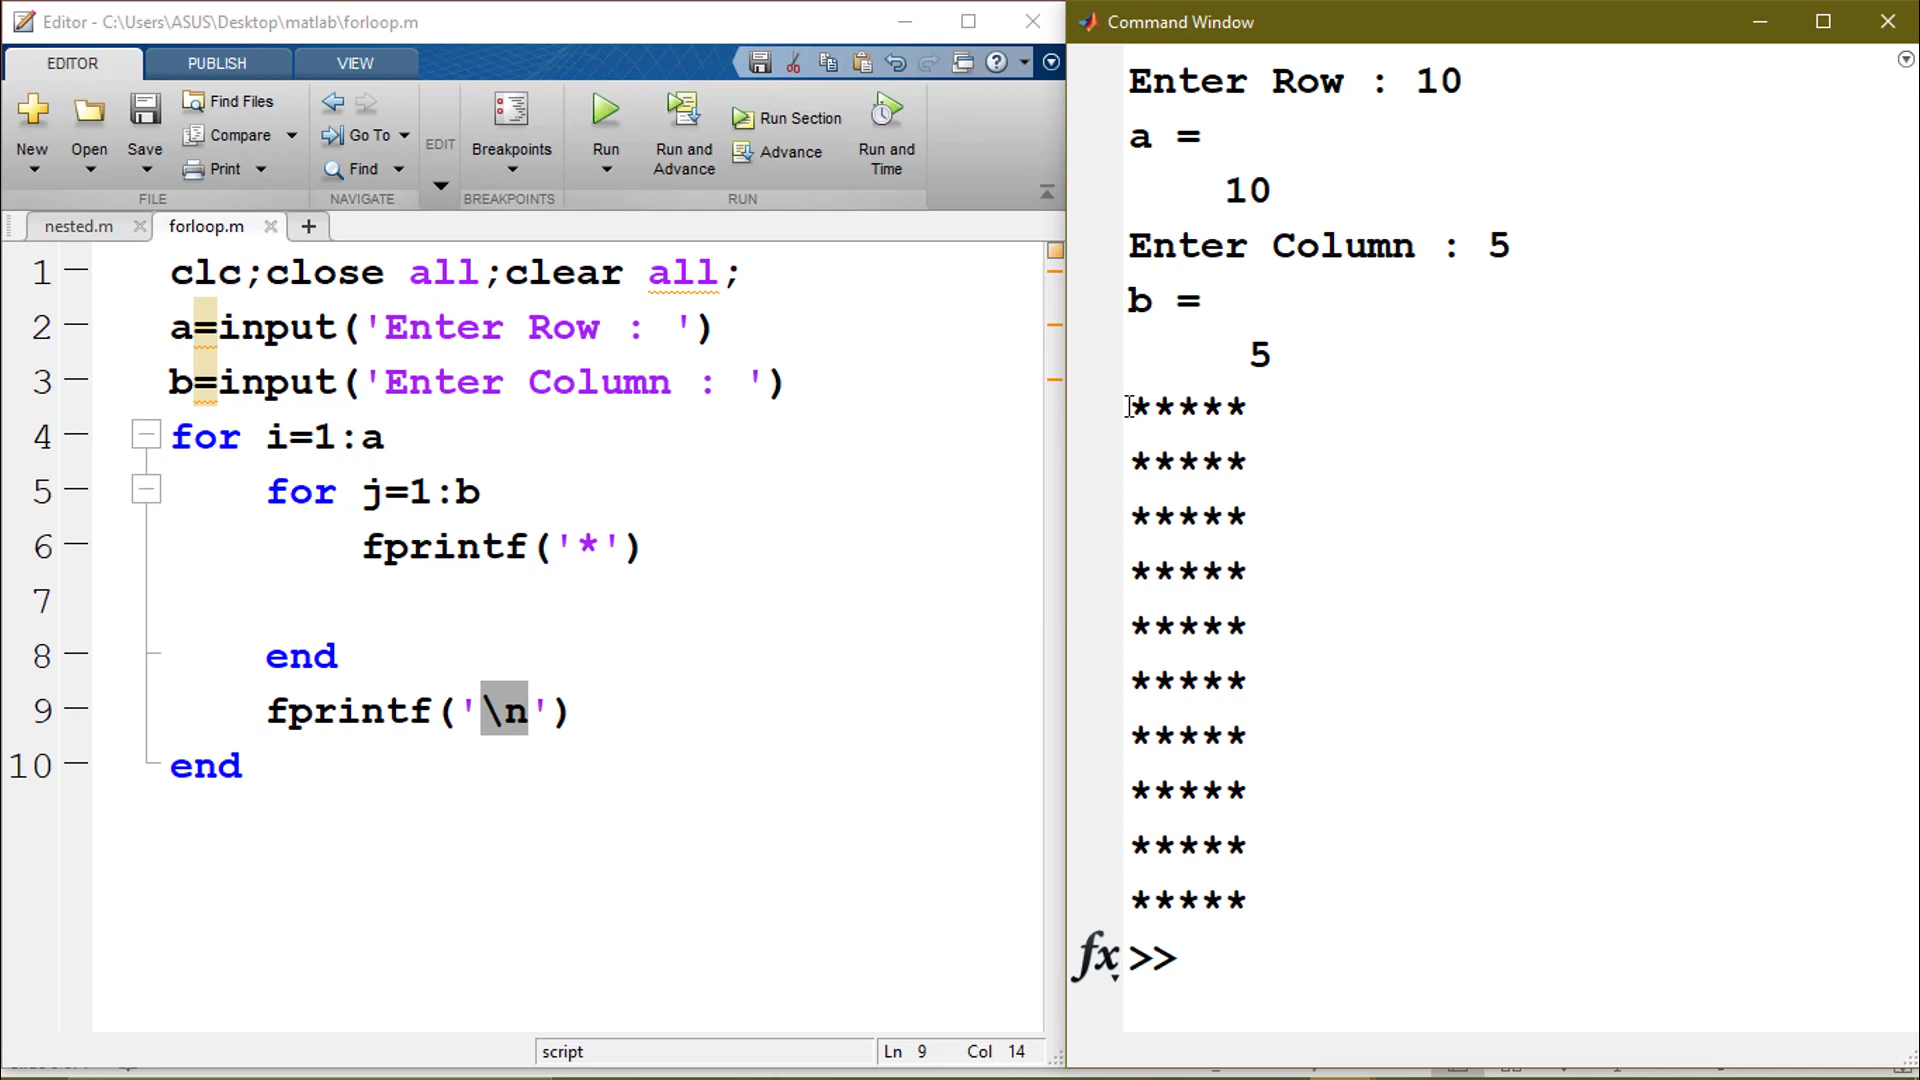 Editor - C:\Users\ASUS\Desktop\matlab\forloop.m
EDITOR PUBLISH VIEW
New Open Save
Find Files
Compare
Print
Go To
Find
EDIT
Breakpoints
Run
Run and Advance
Run Section
Advance
Run and Time
FILE NAVIGATE BREAKPOINTS RUN
nested.m forloop.m
1 clc;close all;clear all;
2 a=input('Enter Row : ')
3 b=input('Enter Column : ')
4 for i=1:a
5 for j=1:b
6 fprintf('*')
7
8 end
9 fprintf('\n')
10 end
script Ln 9 Col 14
Command Window
Enter Row : 10
a =
10
Enter Column : 5
b =
5
*****
*****
*****
*****
*****
*****
*****
*****
*****
*****
fx >>